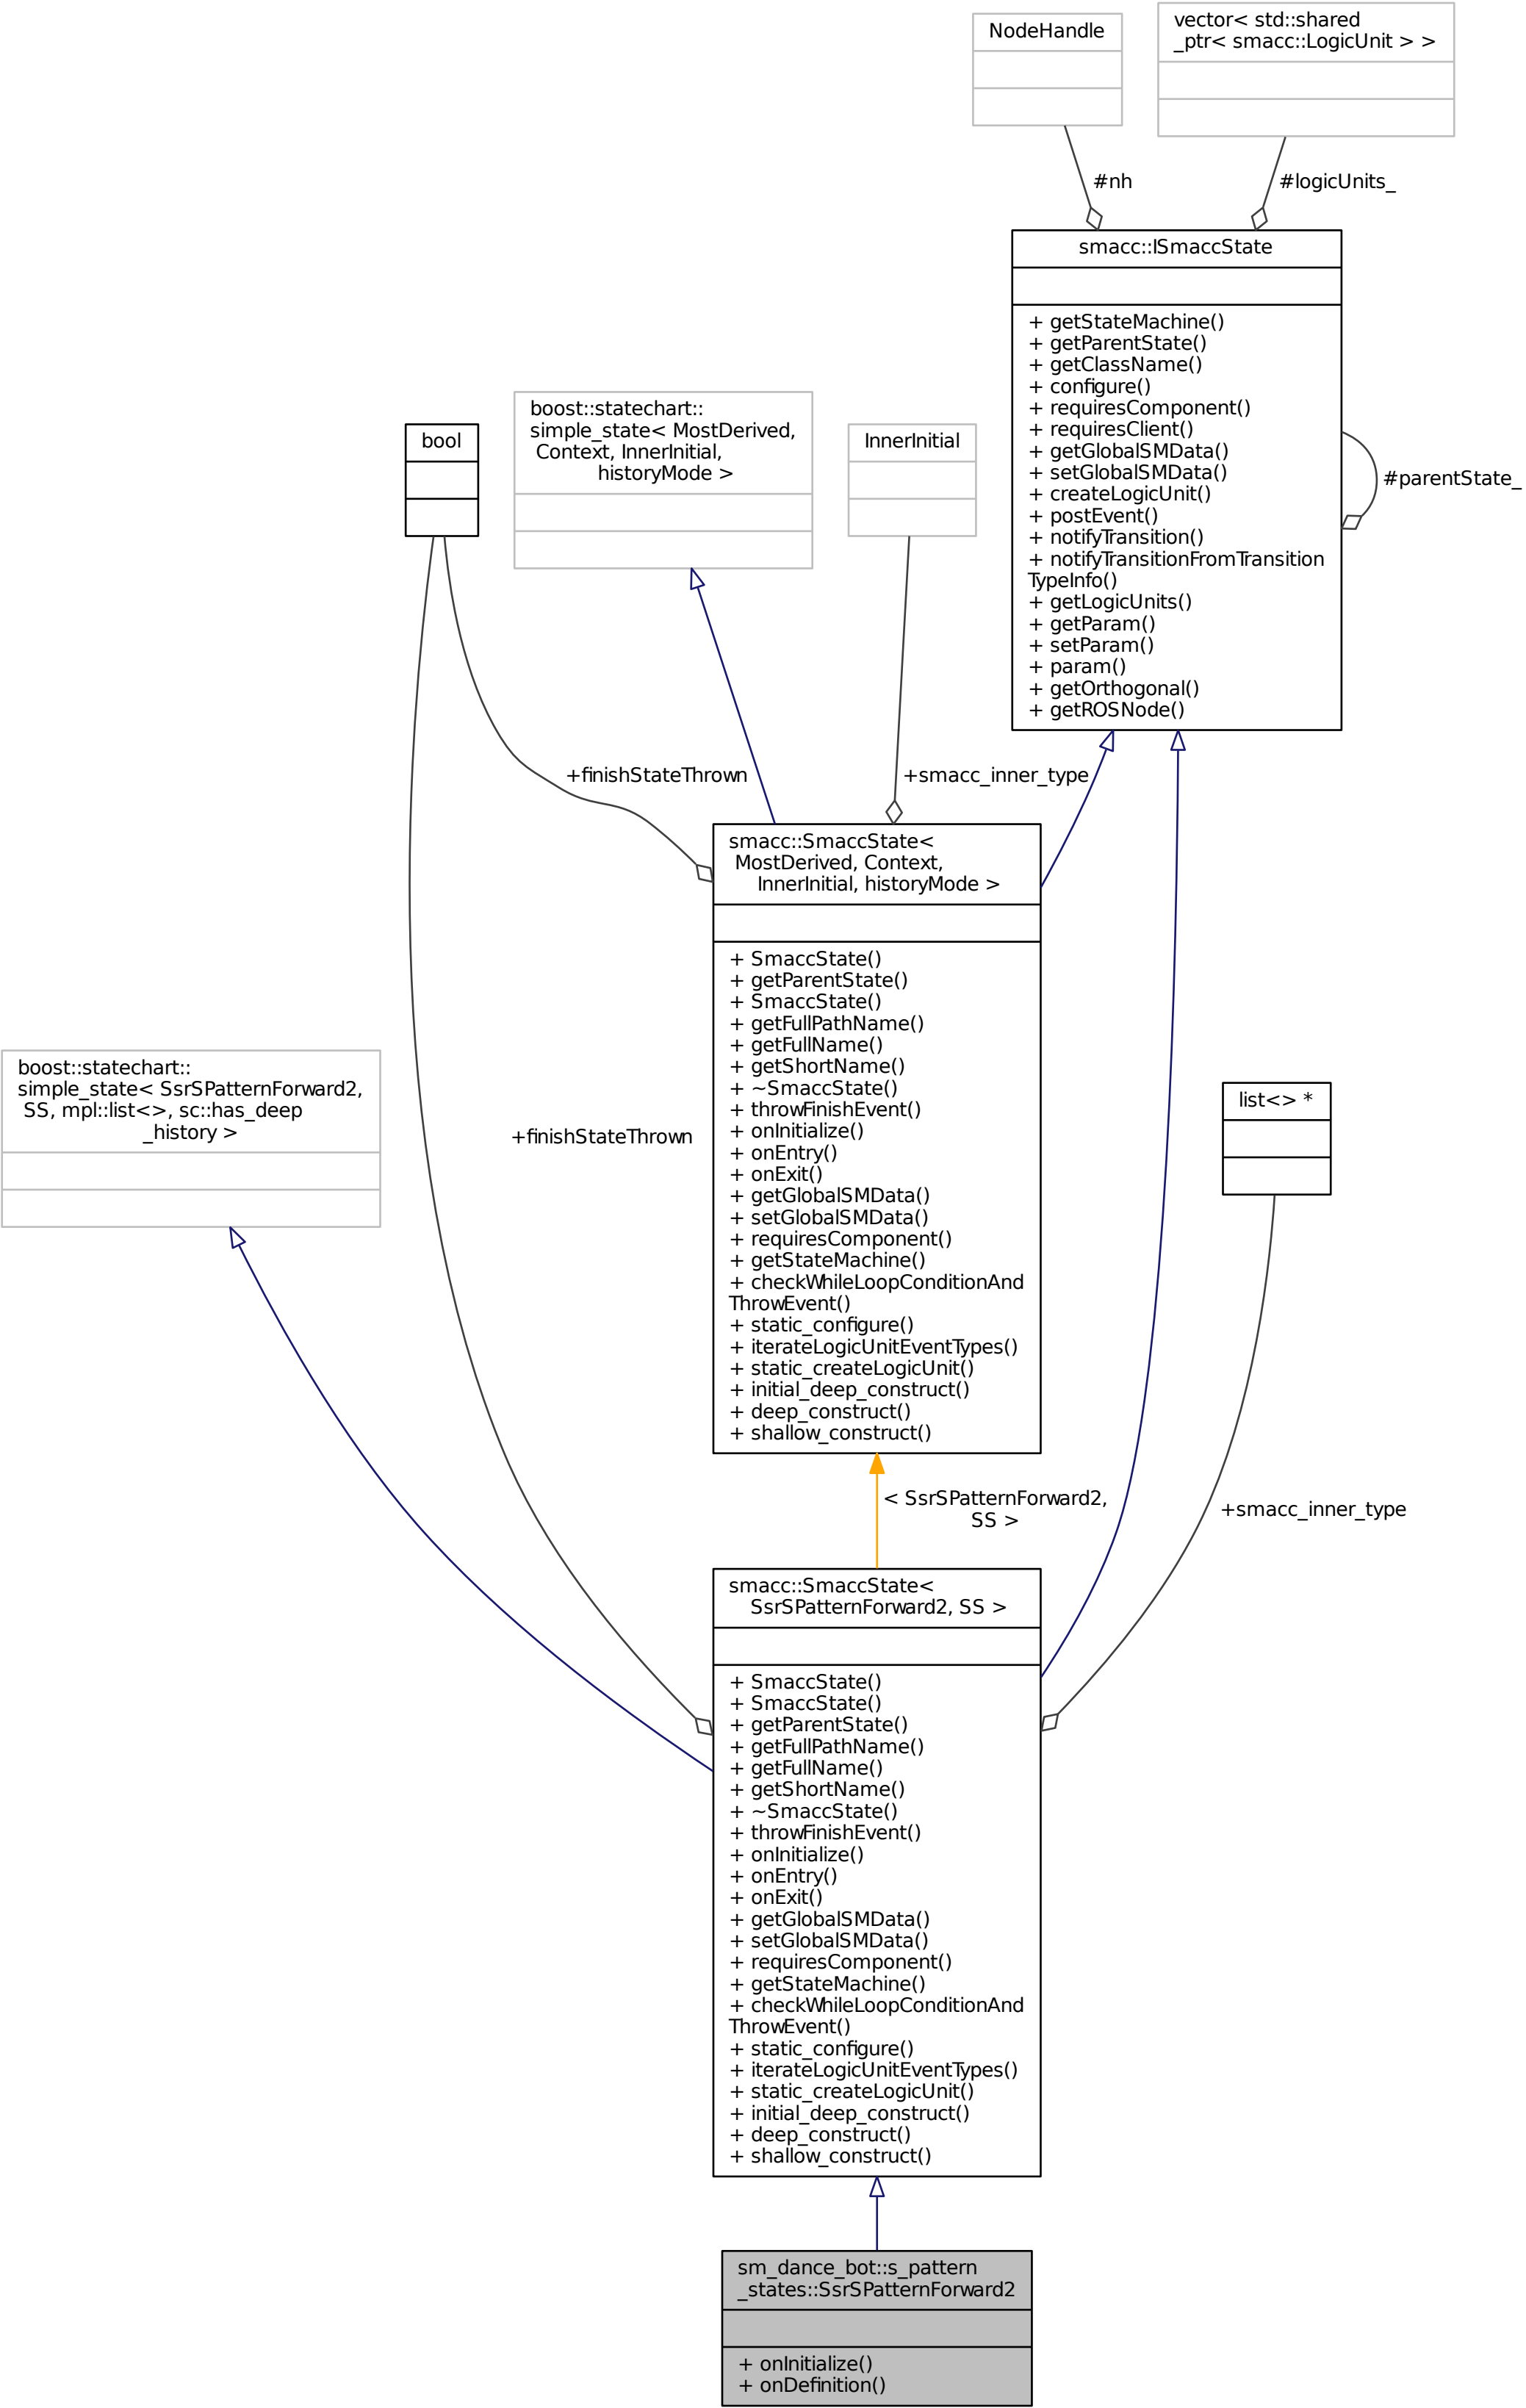 NodeHandle
vector< std::shared
_ptr< smacc::LogicUnit > >
#nh
#logicUnits_
smacc::ISmaccState
+ getStateMachine()
+ getParentState()
+ getClassName()
+ configure()
+ requiresComponent()
+ requiresClient()
+ getGlobalSMData()
+ setGlobalSMData()
+ createLogicUnit()
+ postEvent()
+ notifyTransition()
+ notifyTransitionFromTransition
TypeInfo()
+ getLogicUnits()
+ getParam()
+ setParam()
+ param()
+ getOrthogonal()
+ getROSNode()
#parentState_
bool
boost::statechart::
simple_state< MostDerived,
Context, InnerInitial,
historyMode >
InnerInitial
+finishStateThrown
+smacc_inner_type
smacc::SmaccState<
MostDerived, Context,
InnerInitial, historyMode >
+ SmaccState()
+ getParentState()
+ SmaccState()
+ getFullPathName()
+ getFullName()
+ getShortName()
+ ~SmaccState()
+ throwFinishEvent()
+ onInitialize()
+ onEntry()
+ onExit()
+ getGlobalSMData()
+ setGlobalSMData()
+ requiresComponent()
+ getStateMachine()
+ checkWhileLoopConditionAnd
ThrowEvent()
+ static_configure()
+ iterateLogicUnitEventTypes()
+ static_createLogicUnit()
+ initial_deep_construct()
+ deep_construct()
+ shallow_construct()
boost::statechart::
simple_state< SsrSPatternForward2,
SS, mpl::list<>, sc::has_deep
_history >
+finishStateThrown
list<> *
< SsrSPatternForward2,
SS >
+smacc_inner_type
smacc::SmaccState<
SsrSPatternForward2, SS >
+ SmaccState()
+ SmaccState()
+ getParentState()
+ getFullPathName()
+ getFullName()
+ getShortName()
+ ~SmaccState()
+ throwFinishEvent()
+ onInitialize()
+ onEntry()
+ onExit()
+ getGlobalSMData()
+ setGlobalSMData()
+ requiresComponent()
+ getStateMachine()
+ checkWhileLoopConditionAnd
ThrowEvent()
+ static_configure()
+ iterateLogicUnitEventTypes()
+ static_createLogicUnit()
+ initial_deep_construct()
+ deep_construct()
+ shallow_construct()
sm_dance_bot::s_pattern
_states::SsrSPatternForward2
+ onInitialize()
+ onDefinition()